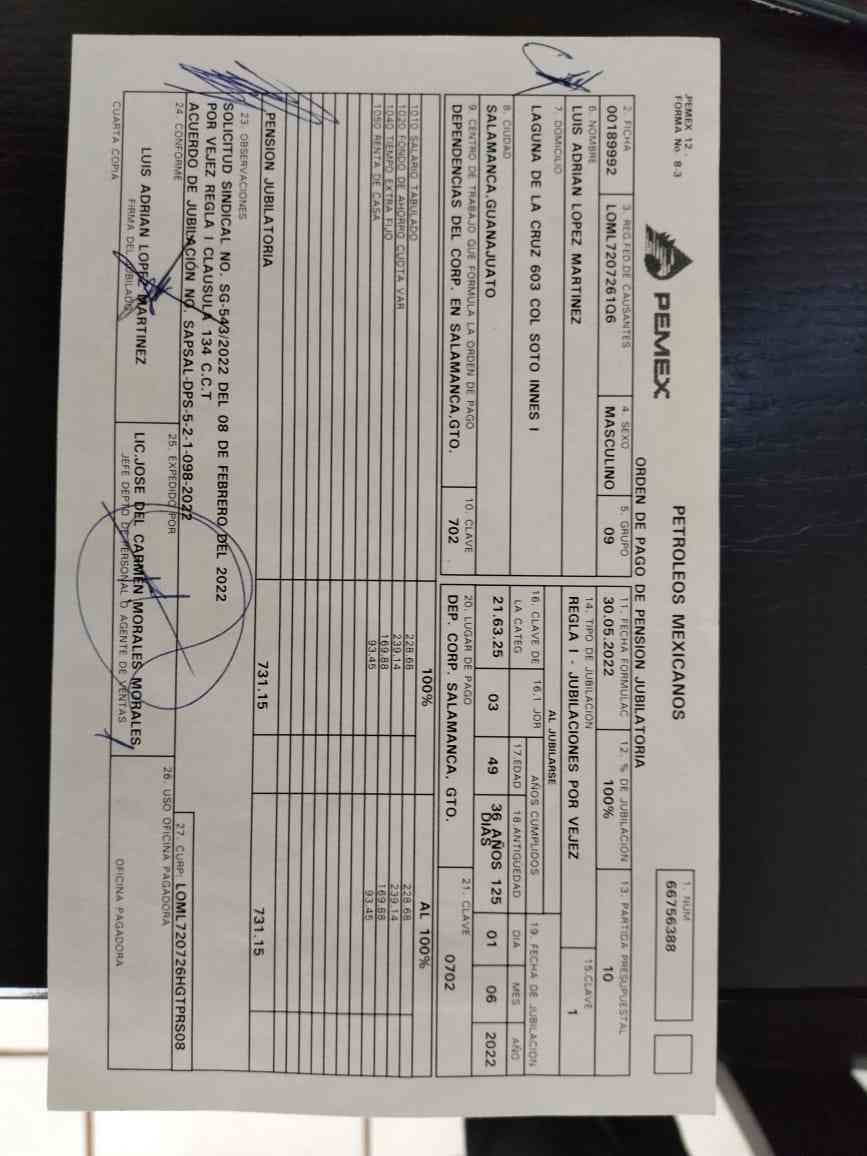 PEMEX 12 .
FORMA No. 8-3
PEMEX
PETROLEOS MEXICANOS
1. NUM
66756388
ORDEN DE PAGO DE PENSION JUBILATORIA
2. FICHA
00189992
3. REG.FED.DE CAUSANTES
LOML7207261Q6
4. SEXO
MASCULINO
5. GRUPO
09
11. FECHA FORMULAC
30.05.2022
12. % DE JUBILACIÓN
100%
13. PARTIDA PRESUPUESTAL
10
6. NOMBRE
LUIS ADRIAN LOPEZ MARTINEZ
14. TIPO DE JUBILACIÓN
REGLA I - JUBILACIONES POR VEJEZ
15.CLAVE
1
7. DOMICILIO
LAGUNA DE LA CRUZ 603 COL SOTO INNES I
AL JUBILARSE
16. CLAVE DE
LA CATEG
21.63.25
16.1 JOR
03
AÑOS CUMPLIDOS
17.EDAD
49
18.ANTIGÜEDAD
36 AÑOS 125
DIAS
19. FECHA DE JUBILACION
DIA MES AÑO
01 06 2022
8. CIUDAD
SALAMANCA,GUANAJUATO
9. CENTRO DE TRABAJO QUE FORMULA LA ORDEN DE PAGO
DEPENDENCIAS DEL CORP. EN SALAMANCA,GTO.
10. CLAVE
702
20. LUGAR DE PAGO
DEP. CORP. SALAMANCA, GTO.
21. CLAVE
0702
100% AL 100%
1010 SALARIO TABULADO 228.68 228.68
1020 FONDO DE AHORRO CUOTA VAR 239.14 239.14
1040 TIEMPO EXTRA FIJO 169.88 169.88
1050 RENTA DE CASA 93.45 93.45
PENSION JUBILATORIA 731.15 731.15
23. OBSERVACIONES
SOLICITUD SINDICAL NO. SG-543/2022 DEL 08 DE FEBRERO DEL 2022
POR VEJEZ REGLA I CLAUSULA 134 C.C.T
ACUERDO DE JUBILACIÓN NO. SAPSAL-DPS-5-2-1-098-2022
27. CURP: LOML720726HGTPRS08
24. CONFORME
LUIS ADRIAN LOPEZ MARTINEZ
FIRMA DEL JUBILADO
25. EXPEDIDO POR
LIC.JOSE DEL CARMEN MORALES MORALES.
JEFE DEPTO DE PERSONAL O AGENTE DE VENTAS
26. USO OFICINA PAGADORA
OFICINA PAGADORA
CUARTA COPIA